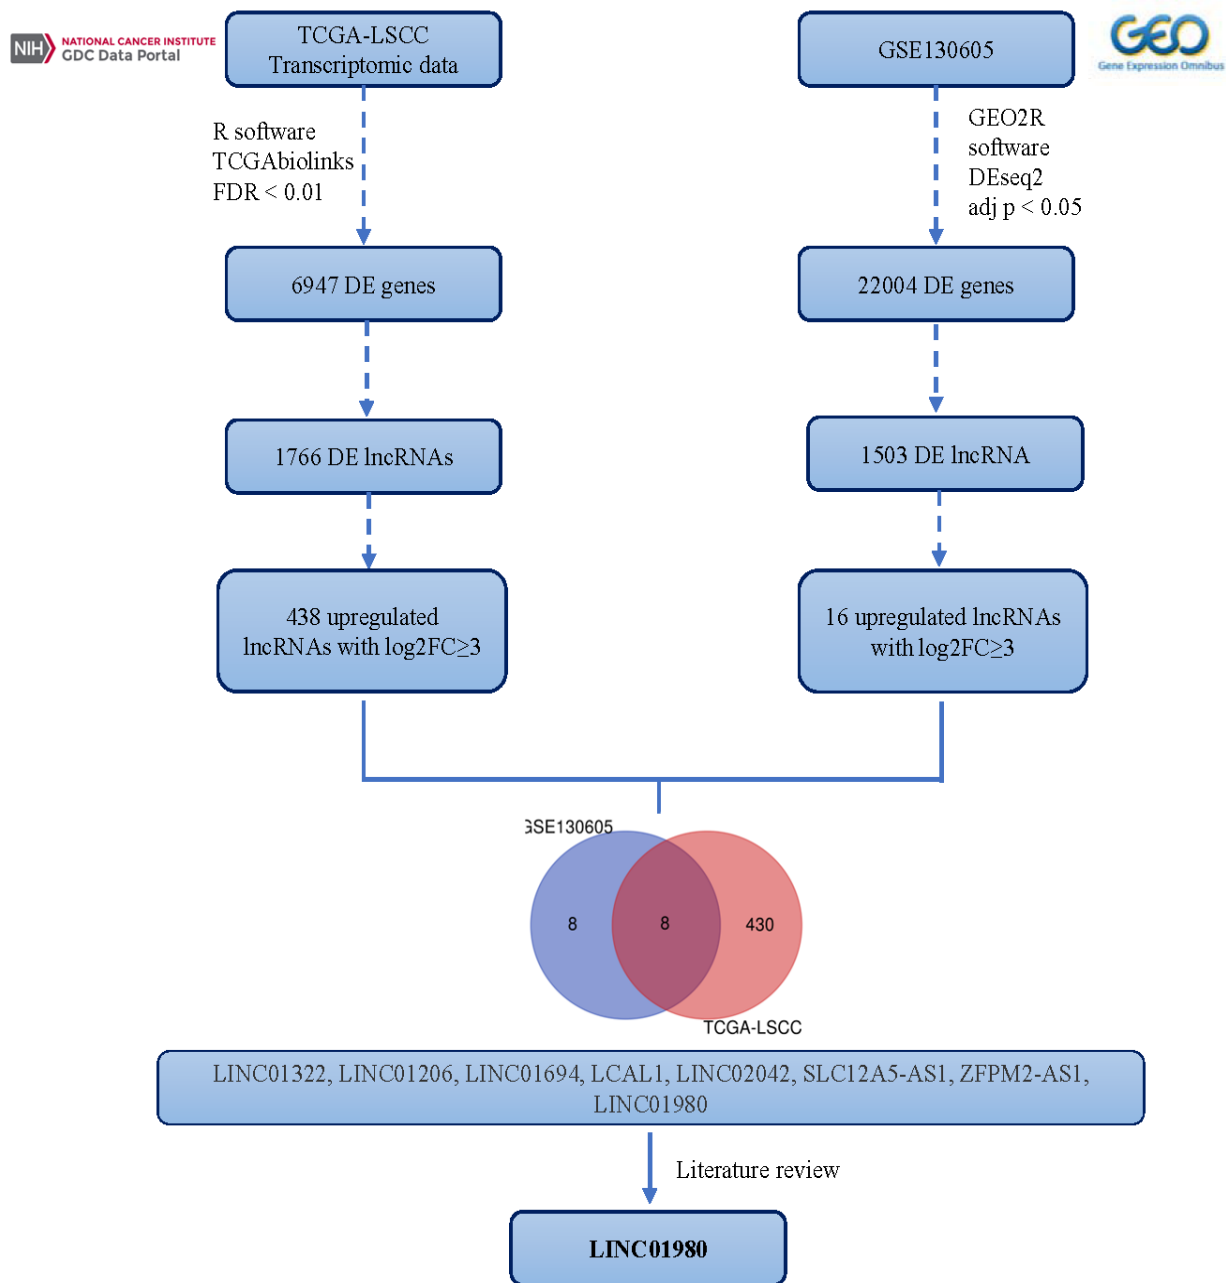 NIH
NATIONAL CANCER INSTITUTE
GDC Data Portal
TCGA-LSCC
Transcriptomic data
GSE130605
GEO
Gene Expression Omnibus
R software
TCGAbiolinks
FDR < 0.01
GEO2R
software
DEseq2
adj p < 0.05
6947 DE genes
22004 DE genes
1766 DE lncRNAs
1503 DE lncRNA
438 upregulated
lncRNAs with log2FC≥3
16 upregulated lncRNAs
with log2FC≥3
GSE130605
8
8
430
TCGA-LSCC
LINC01322, LINC01206, LINC01694, LCAL1, LINC02042, SLC12A5-AS1, ZFPM2-AS1,
LINC01980
Literature review
LINC01980